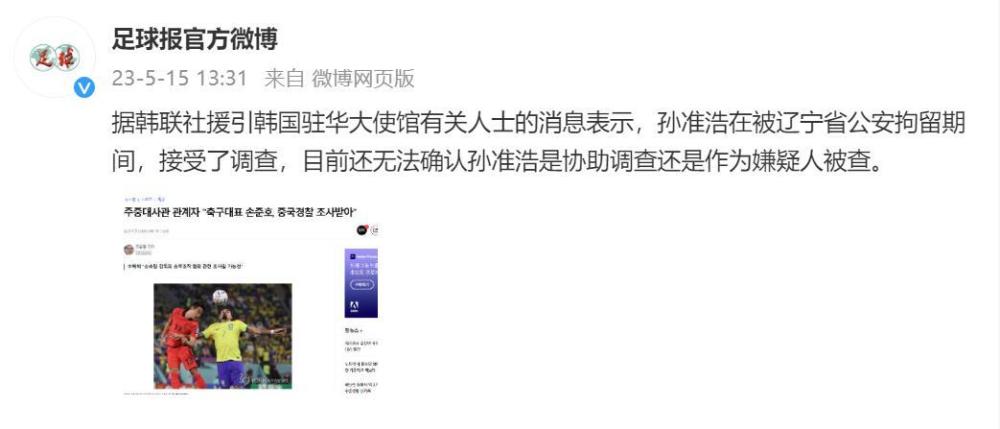 足球
足球报官方微博
23-5-15 13:31 来自 微博网页版
据韩联社援引韩国驻华大使馆有关人士的消息表示，孙准浩在被辽宁省公安拘留期
间，接受了调查，目前还无法确认孙准浩是协助调查还是作为嫌疑人被查。
주중대사관 관계자 "축구대표 손준호, 중국경찰 조사받아"